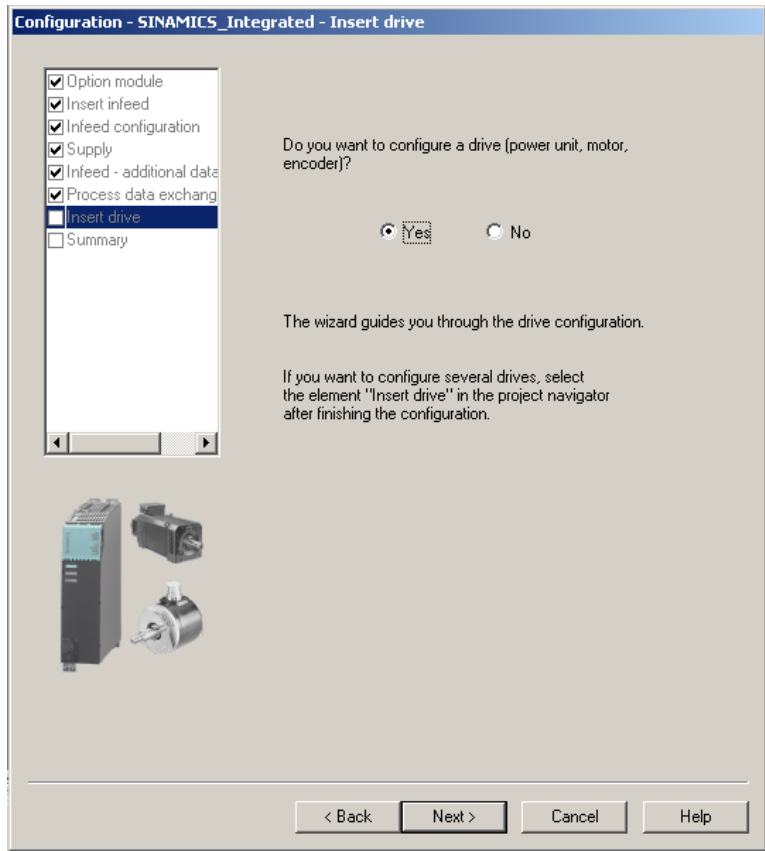 Configuration - SINAMICS_Integrated - Insert drive
Option module
Insert infeed
Infeed configuration
Supply
Infeed - additional data
Process data exchang
Insert drive
Summary
Do you want to configure a drive (power unit, motor,
encoder)?
Yes No
The wizard guides you through the drive configuration.
If you want to configure several drives, select
the element "Insert drive" in the project navigator
after finishing the configuration.
< Back Next > Cancel Help